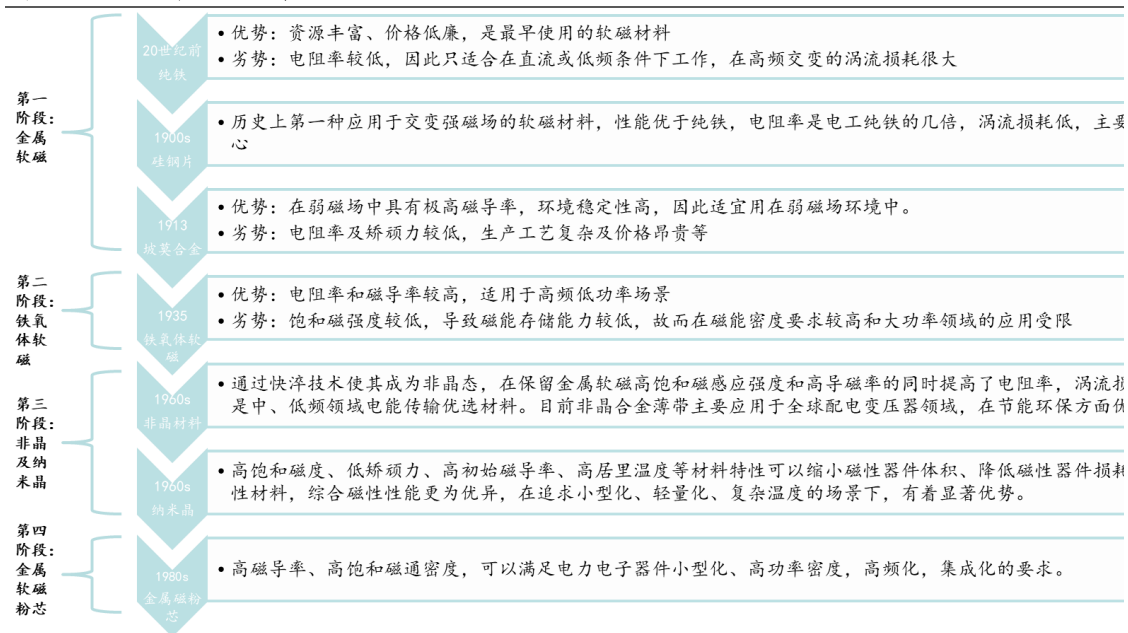 第一
阶段：
金属
软磁
20世纪前
纯铁
• 优势：资源丰富、价格低廉，是最早使用的软磁材料
• 劣势：电阻率较低，因此只适合在直流或低频条件下工作，在高频交变的涡流损耗很大
1900s
硅钢片
• 历史上第一种应用于交变强磁场的软磁材料，性能优于纯铁，电阻率是电工纯铁的几倍，涡流损耗低，主要
心
1913
坡莫合金
• 优势：在弱磁场中具有极高磁导率，环境稳定性高，因此适宜用在弱磁场环境中。
• 劣势：电阻率及矫顽力较低，生产工艺复杂及价格昂贵等
第二
阶段：
铁氧
体软
磁
1935
铁氧体软
磁
• 优势：电阻率和磁导率较高，适用于高频低功率场景
• 劣势：饱和磁强度较低，导致磁能存储能力较低，故而在磁能密度要求较高和大功率领域的应用受限
第三
阶段：
非晶
及纳
米晶
1960s
非晶材料
• 通过快淬技术使其成为非晶态，在保留金属软磁高饱和磁感应强度和高导磁率的同时提高了电阻率，涡流损
是中、低频领域电能传输优选材料。目前非晶合金薄带主要应用于全球配电变压器领域，在节能环保方面优
1960s
纳米晶
• 高饱和磁度、低矫顽力、高初始磁导率、高居里温度等材料特性可以缩小磁性器件体积、降低磁性器件损耗
性材料，综合磁性性能更为优异，在追求小型化、轻量化、复杂温度的场景下，有着显著优势。
第四
阶段：
金属
软磁
粉芯
1980s
金属磁粉
芯
• 高磁导率、高饱和磁通密度，可以满足电力电子器件小型化、高功率密度，高频化，集成化的要求。